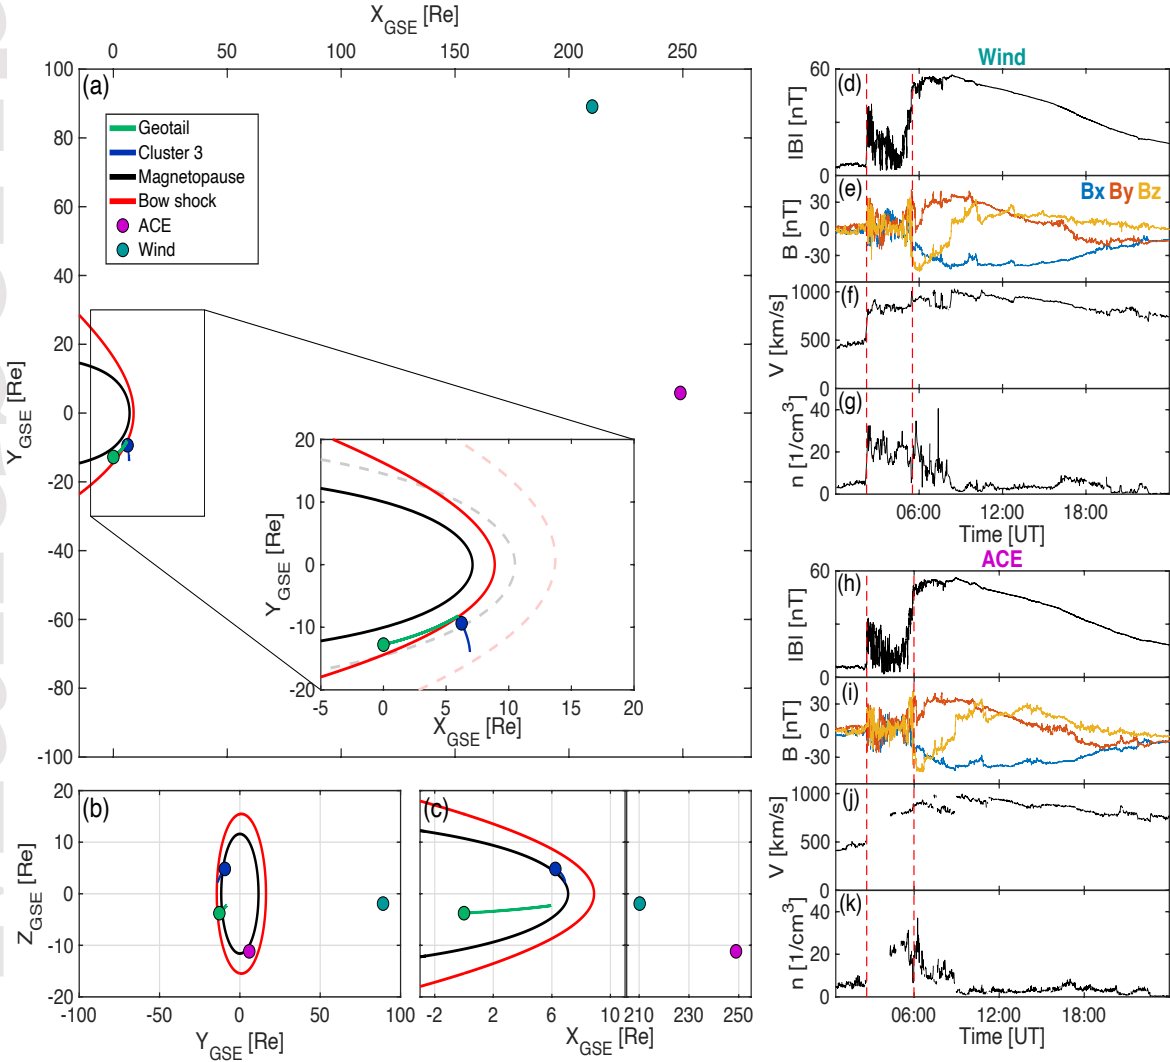 X_GSE [Re]
0 50 100 150 200 250
(a)
100
80
60
40
20
0
-20
-40
-60
-80
-100
Y_GSE [Re]
Geotail
Cluster 3
Magnetopause
Bow shock
ACE
Wind
20
10
0
-10
-20
Y_GSE [Re]
-5 0 5 10 15 20
X_GSE [Re]
(b)
20
10
0
-10
-20
Z_GSE [Re]
-100 -50 0 50 100
Y_GSE [Re]
(c)
-2 2 6 10 210 230 250
X_GSE [Re]
Wind
(d)
60
0
|B| [nT]
(e)
Bx By Bz
30
0
-30
B [nT]
(f)
1000
500
0
V [km/s]
(g)
40
20
0
n [1/cm^3]
06:00 12:00 18:00
Time [UT]
ACE
(h)
60
0
|B| [nT]
(i)
30
0
-30
B [nT]
(j)
1000
500
0
V [km/s]
(k)
40
20
0
n [1/cm^3]
06:00 12:00 18:00
Time [UT]